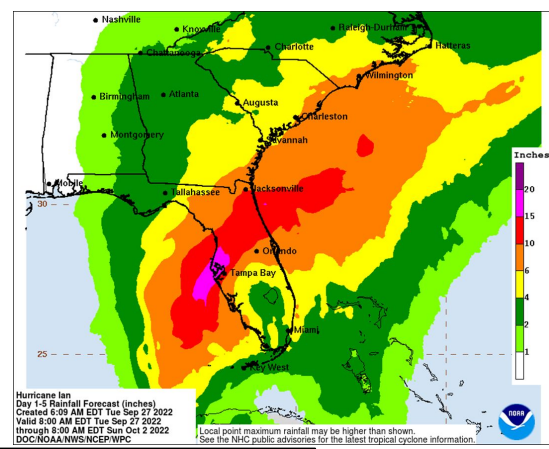 Nashville
Knoxville
Raleigh-Durham
Chattanooga
Charlotte
Hatteras
Wilmington
Birmingham
Atlanta
Augusta
Charleston
Montgomery
Savannah
Inches
Mobile
Tallahassee
Jacksonville
20
30
15
10
Orlando
6
Tampa Bay
4
2
Miami
1
25
Key West
Hurricane Ian
Day 1-5 Rainfall Forecast (inches)
Created 6:09 AM EDT Tue Sep 27 2022
Valid 8:00 AM EDT Tue Sep 27 2022
through 8:00 AM EDT Sun Oct 2 2022
DOC/NOAA/NWS/NCEP/WPC
Local point maximum rainfall may be higher than shown.
See the NHC public advisories for the latest tropical cyclone information.
NOAA